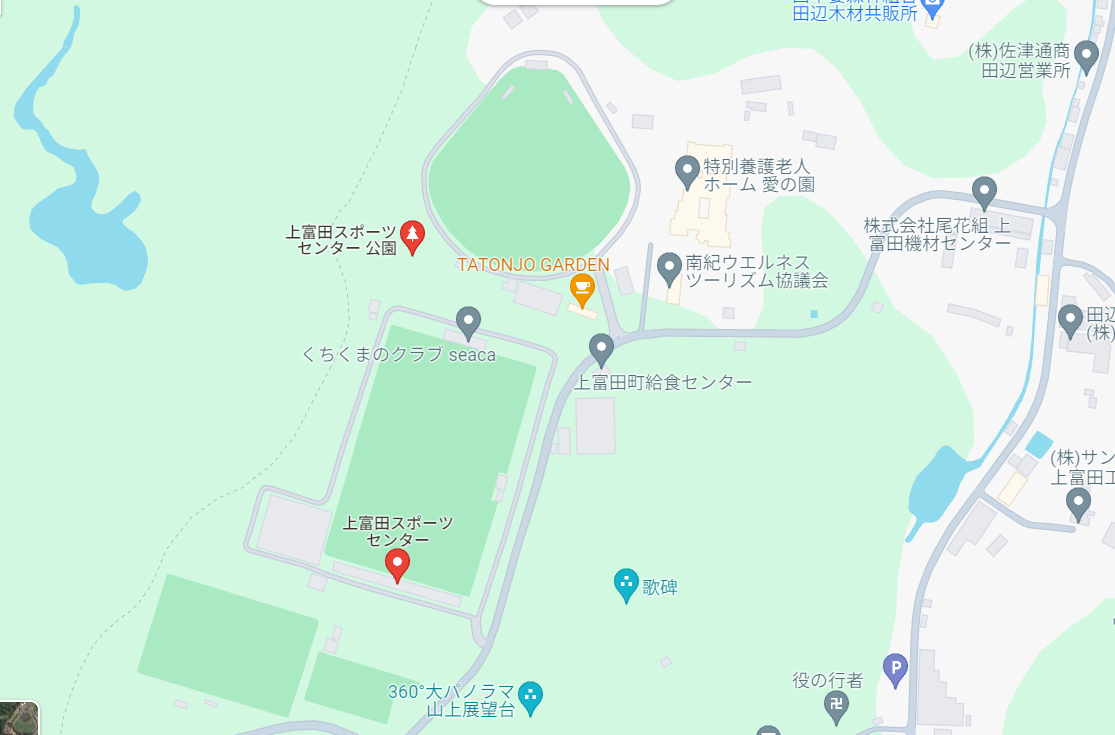 田辺木材共販所
(株)佐津通商
田辺営業所
特別養護老人
ホーム 愛の園
株式会社尾花組 上
富田機材センター
上富田スポーツ
センター 公園
TATONJO GARDEN
南紀ウエルネス
ツーリズム協議会
くちくまのクラブ seaca
田辺
(株)
上富田町給食センター
(株)サン
上富田工
上富田スポーツ
センター
歌碑
P
役の行者
卍
360°大パノラマ
山上展望台